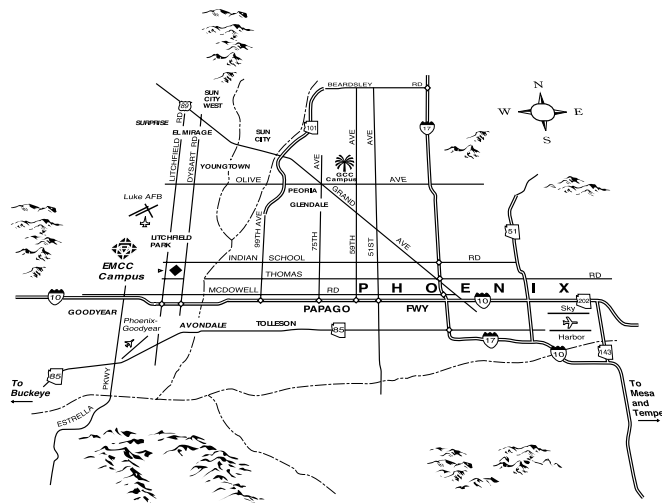 BEARDSLEY RD
N
W E
S
SUN
CITY
WEST
89
SURPRISE
EL MIRAGE
LITCHFIELD RD
DYSART RD
SUN
CITY
101
17
YOUNGTOWN
75TH AVE
59TH AVE
51ST AVE
GCC
Campus
OLIVE AVE
PEORIA
GLENDALE
GRAND AVE
Luke AFB
LITCHFIELD
PARK
99TH AVE
51
EMCC
Campus
INDIAN SCHOOL RD
THOMAS RD
MCDOWELL RD
PHOENIX
10
GOODYEAR
PAPAGO FWY
10
202
Sky
Harbor
Phoenix-
Goodyear
AVONDALE
TOLLESON
85
17
10
143
85
To
Buckeye
ESTRELLA PKWY
To
Mesa
and
Tempe